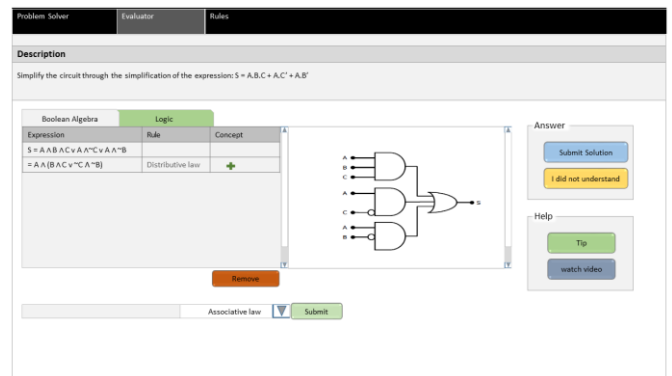 Problem Solver Evaluator Rules
Description
Simplify the circuit through the simplification of the expression: S = A.B.C + A.C' + A.B'
Boolean Algebra Logic
Expression Rule Concept
S = A Λ B Λ C v A Λ~C v A Λ~B
= A Λ (B Λ C v ~C Λ ~B) Distributive law
A
B
C
A
C
A
B
S
Remove
Associative law Submit
Answer
Submit Solution
I did not understand
Help
Tip
watch video